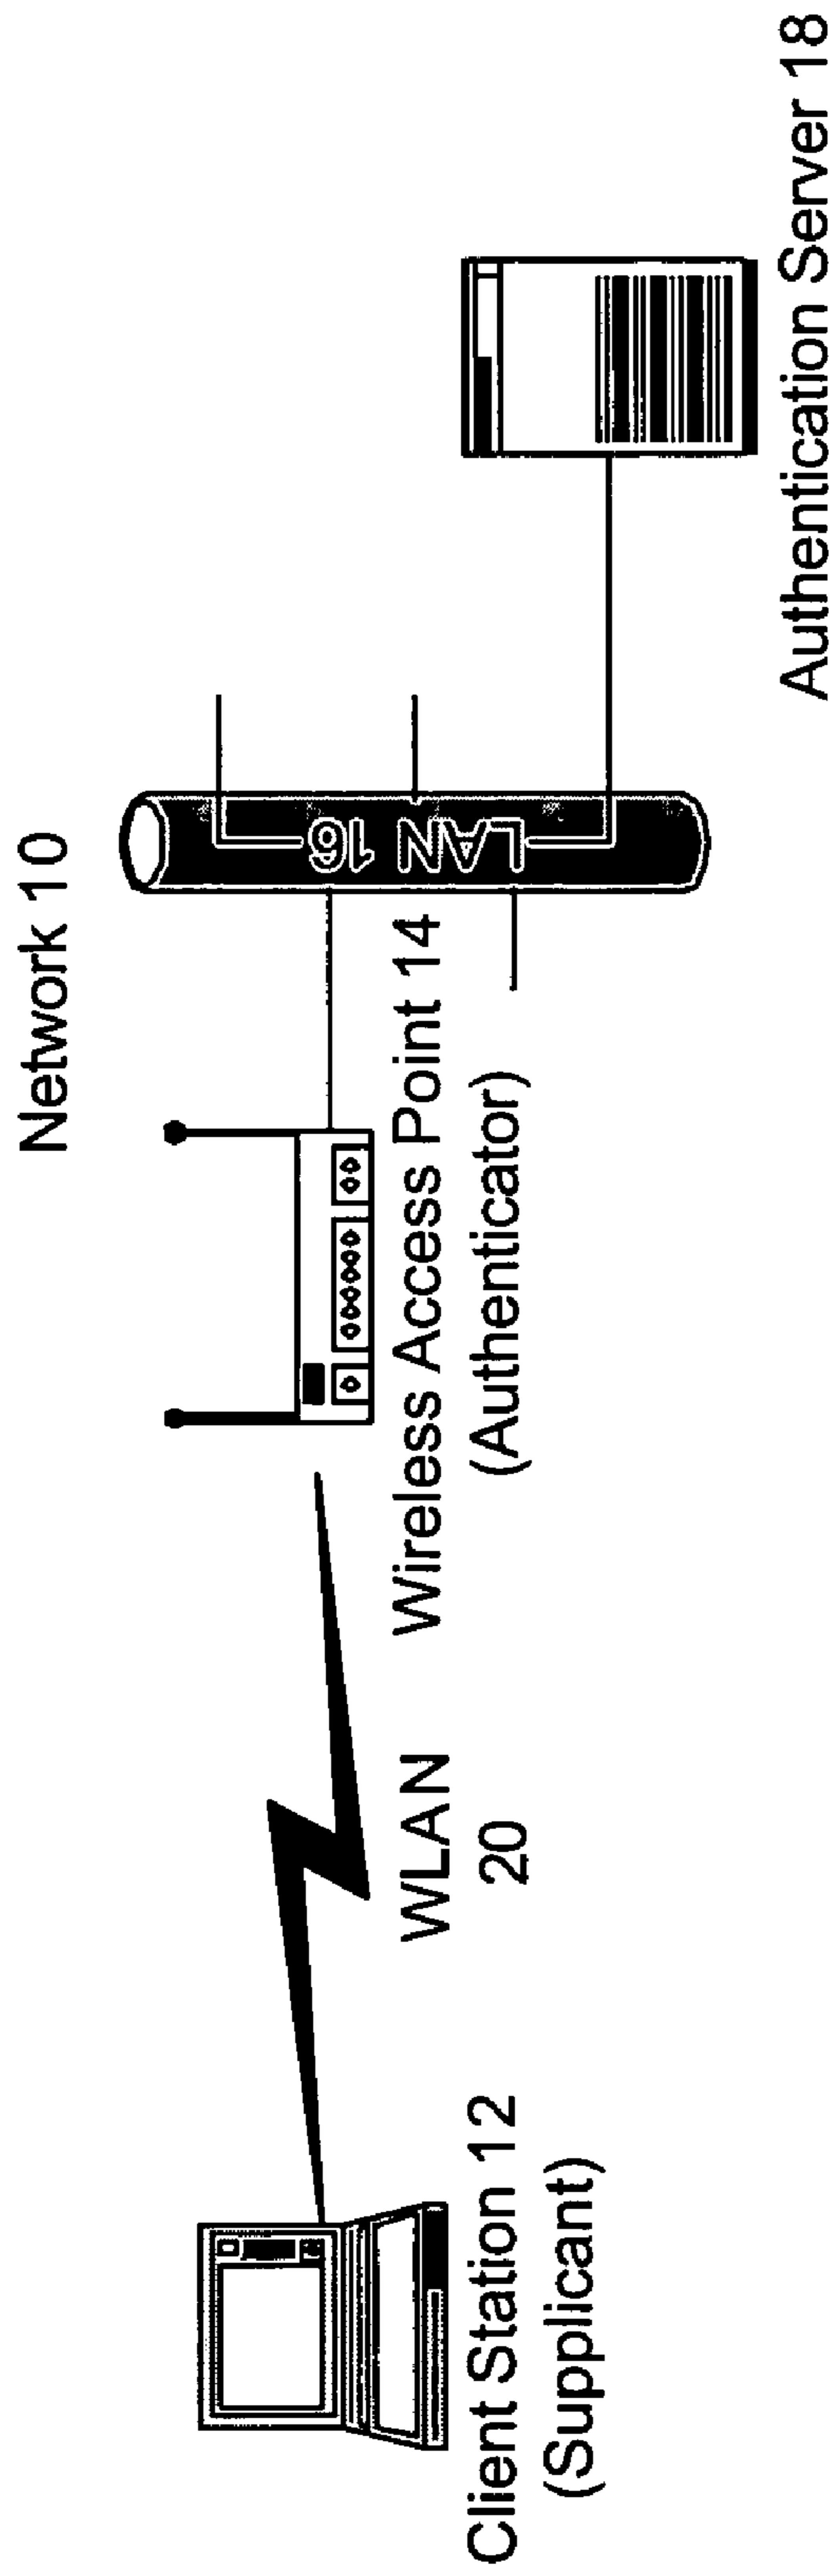 Network 10
LAN 16
Wireless Access Point 14
(Authenticator)
WLAN
20
Client Station 12
(Supplicant)
Authentication Server 18